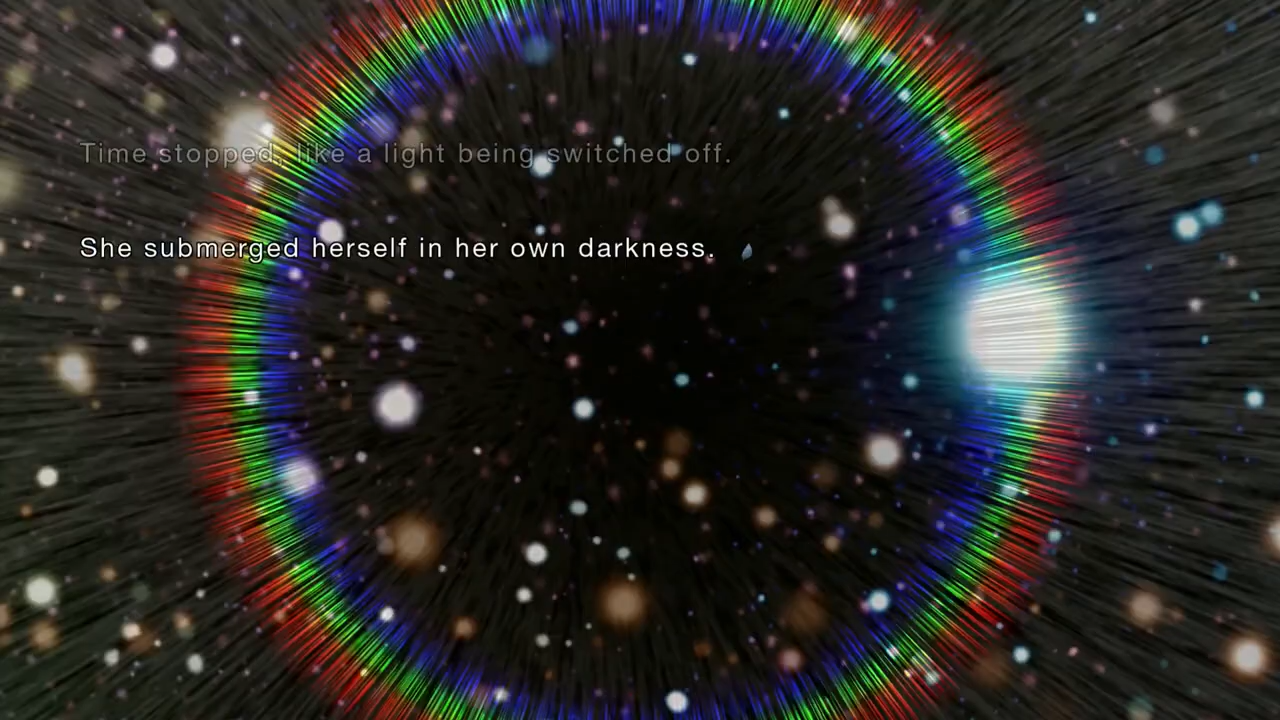 Time stopped, like a light being switched off.
She submerged herself in her own darkness.